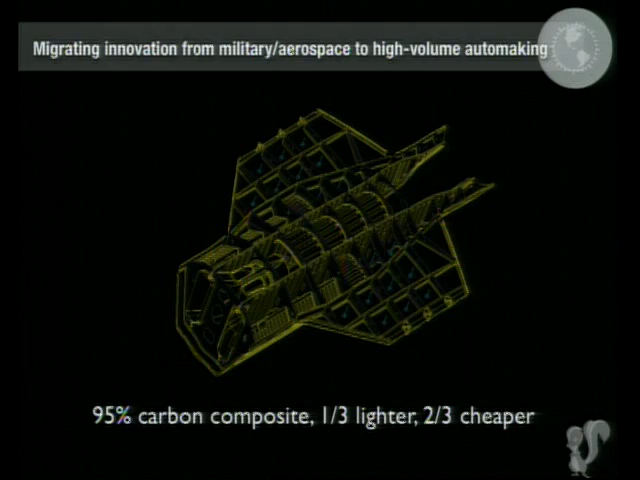 Migrating innovation from military/aerospace to high-volume automaking
95% carbon composite, 1/3 lighter, 2/3 cheaper